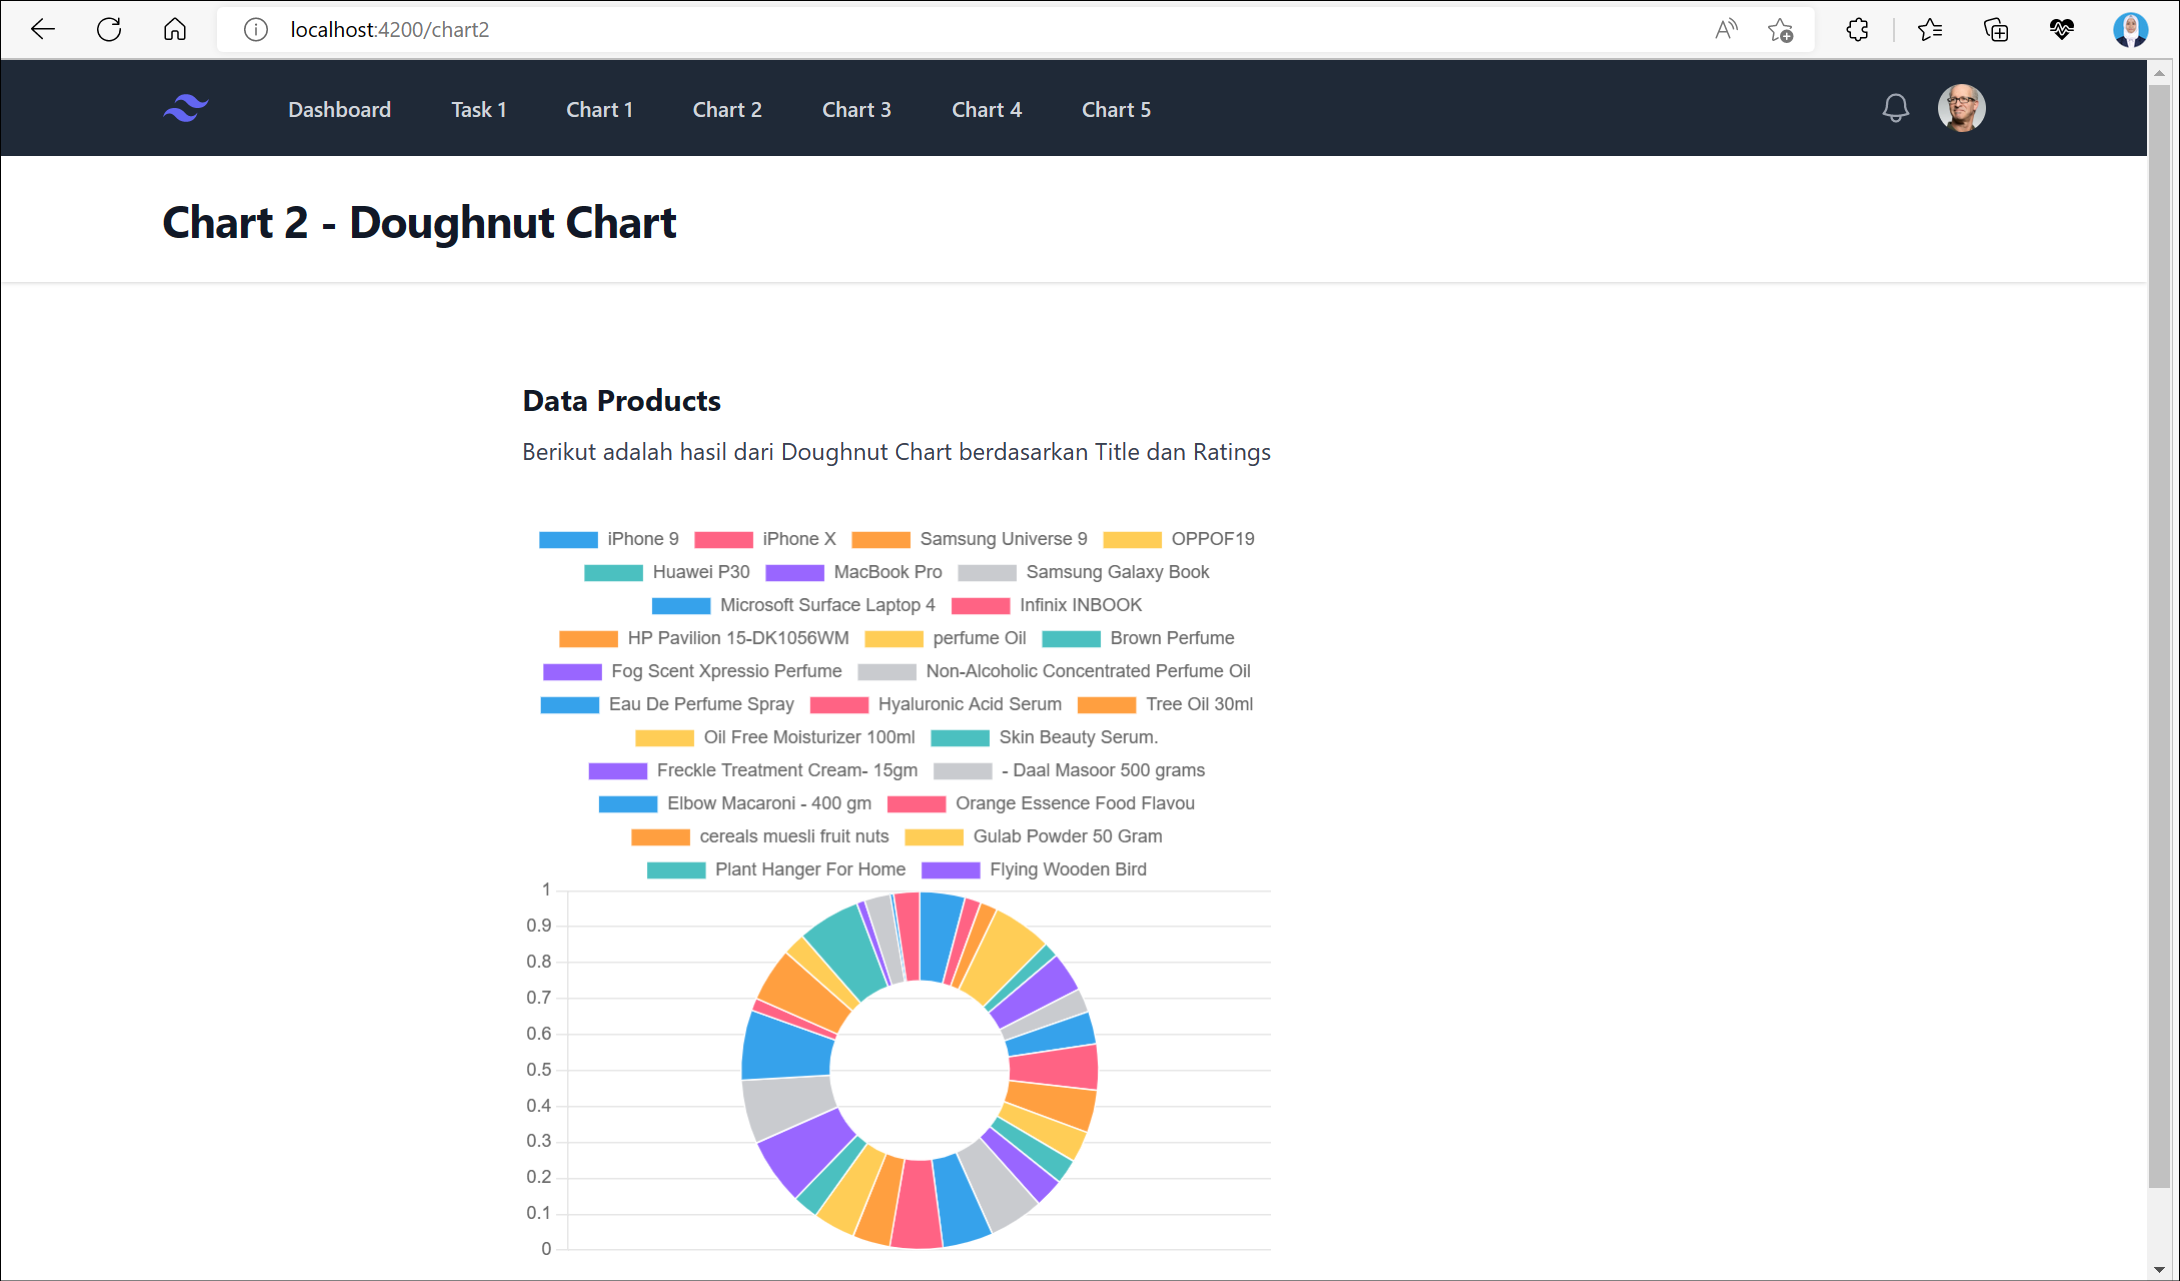 localhost:4200/chart2
Dashboard Task 1 Chart 1 Chart 2 Chart 3 Chart 4 Chart 5
Chart 2 - Doughnut Chart
Data Products
Berikut adalah hasil dari Doughnut Chart berdasarkan Title dan Ratings
iPhone 9 iPhone X Samsung Universe 9 OPPOF19
Huawei P30 MacBook Pro Samsung Galaxy Book
Microsoft Surface Laptop 4 Infinix INBOOK
HP Pavilion 15-DK1056WM perfume Oil Brown Perfume
Fog Scent Xpressio Perfume Non-Alcoholic Concentrated Perfume Oil
Eau De Perfume Spray Hyaluronic Acid Serum Tree Oil 30ml
Oil Free Moisturizer 100ml Skin Beauty Serum.
Freckle Treatment Cream- 15gm - Daal Masoor 500 grams
Elbow Macaroni - 400 gm Orange Essence Food Flavou
cereals muesli fruit nuts Gulab Powder 50 Gram
Plant Hanger For Home Flying Wooden Bird
1
0.9
0.8
0.7
0.6
0.5
0.4
0.3
0.2
0.1
0